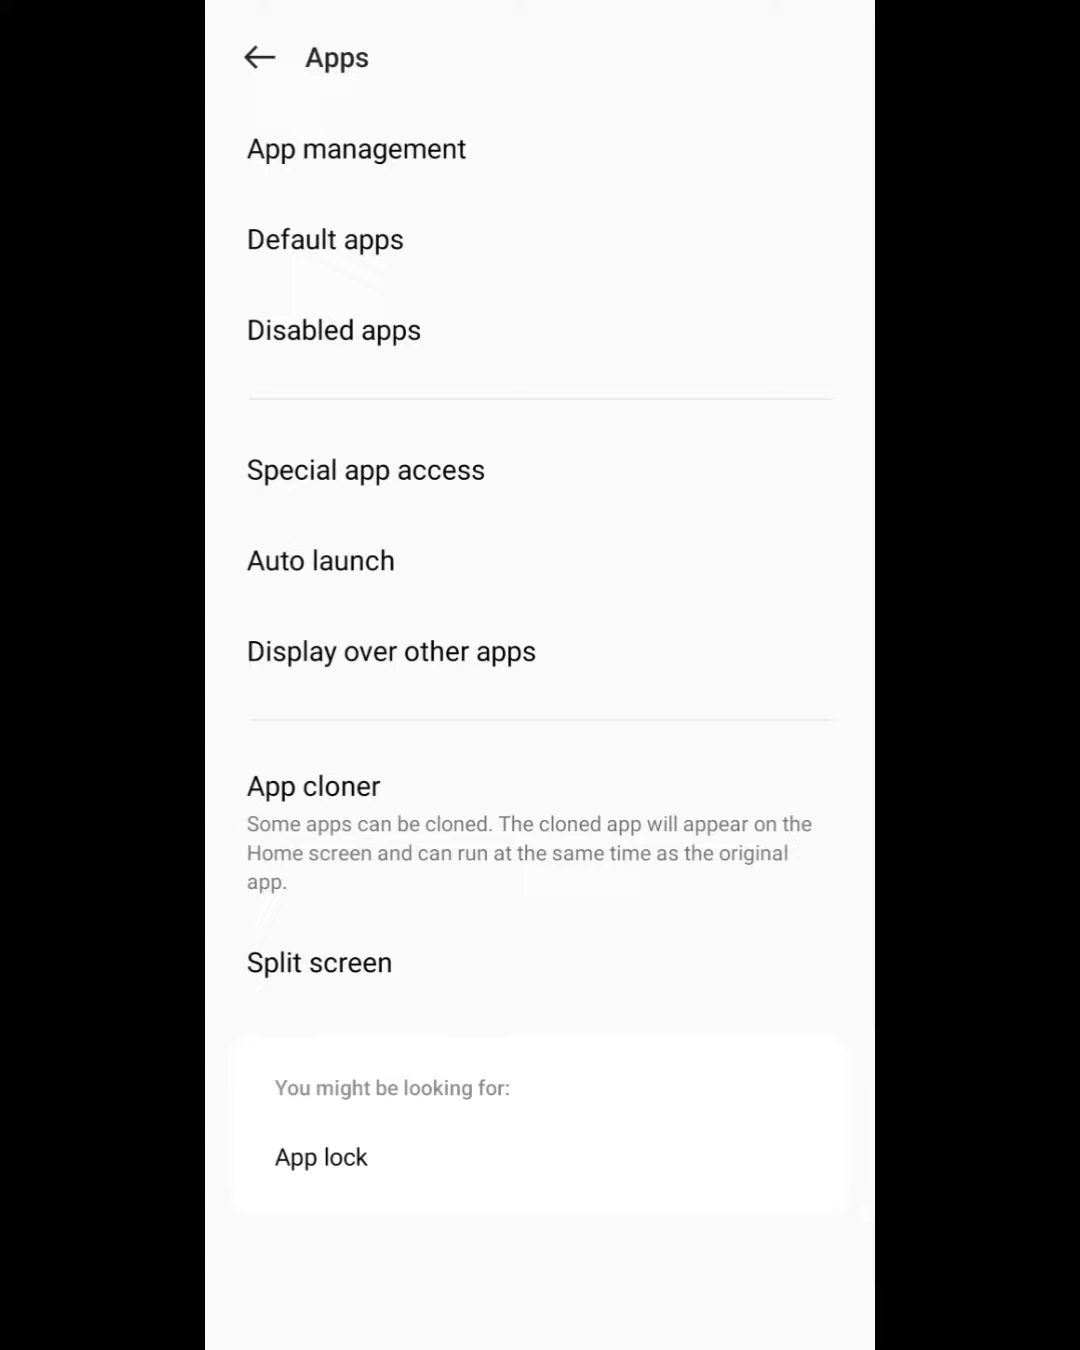 Apps
App management
Default apps
Disabled apps
Special app access
Auto launch
Display over other apps
App cloner
Some apps can be cloned. The cloned app will appear on the
Home screen and can run at the same time as the original
app.
Split screen
You might be looking for:
App lock